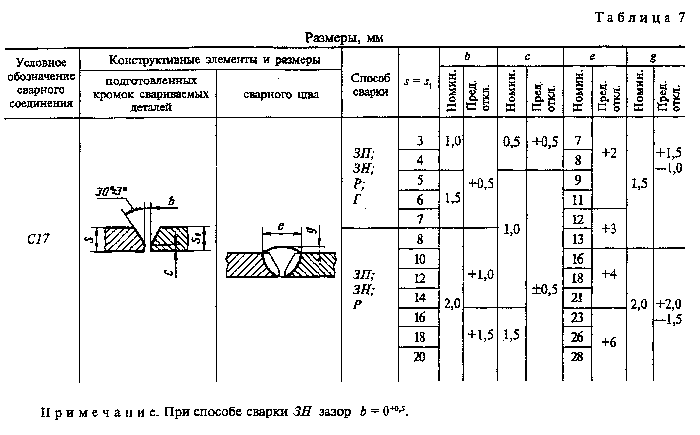 Таблица 7
Размеры, мм
Условное обозначение сварного соединения
Конструктивные элементы и размеры
подготовленных кромок свариваемых деталей
сварного шва
Способ сварки
s = s₁
b
c
e
g
Номин.
Пред. откл.
Номин.
Пред. откл.
Номин.
Пред. откл.
Номин.
Пред. откл.
С17
30°±3°
b
s
s₁
c
e
g
ЗП;
ЗН;
Р;
Г
ЗП;
ЗН;
Р
3 1,0 0,5 +0,5 7
4 8 +2 +1,5 −1,0
5 +0,5 9 1,5
6 1,5 11
7 1,0 12 +3
8 13
10 16
12 +1,0 18 +4
14 2,0 ±0,5 21 2,0 +2,0 −1,5
16 23
18 +1,5 1,5 26 +6
20 28
Примечание. При способе сварки ЗН зазор b = 0⁺⁰,⁵.